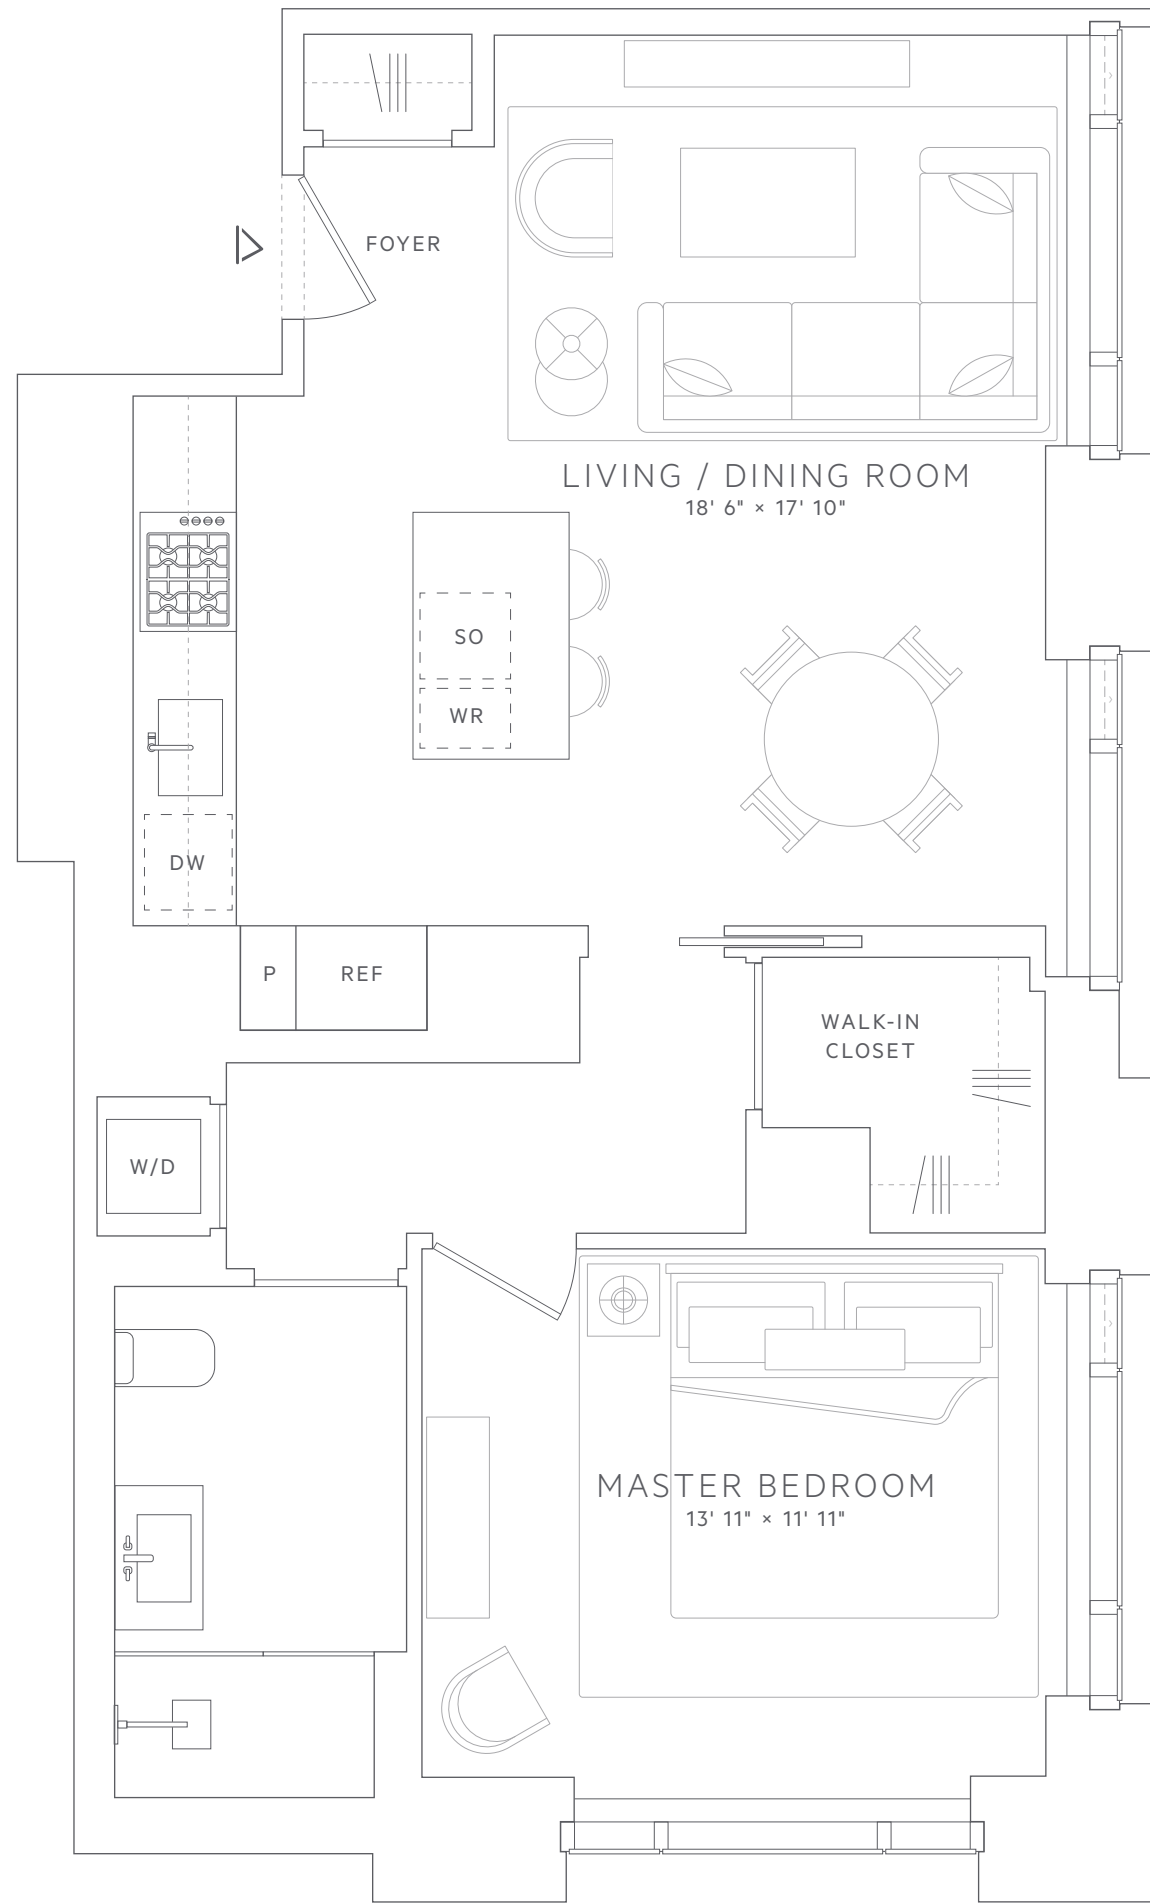 FOYER
LIVING / DINING ROOM
18' 6" × 17' 10"
SO
WR
DW
P
REF
WALK-IN
CLOSET
W/D
MASTER BEDROOM
13' 11" × 11' 11"